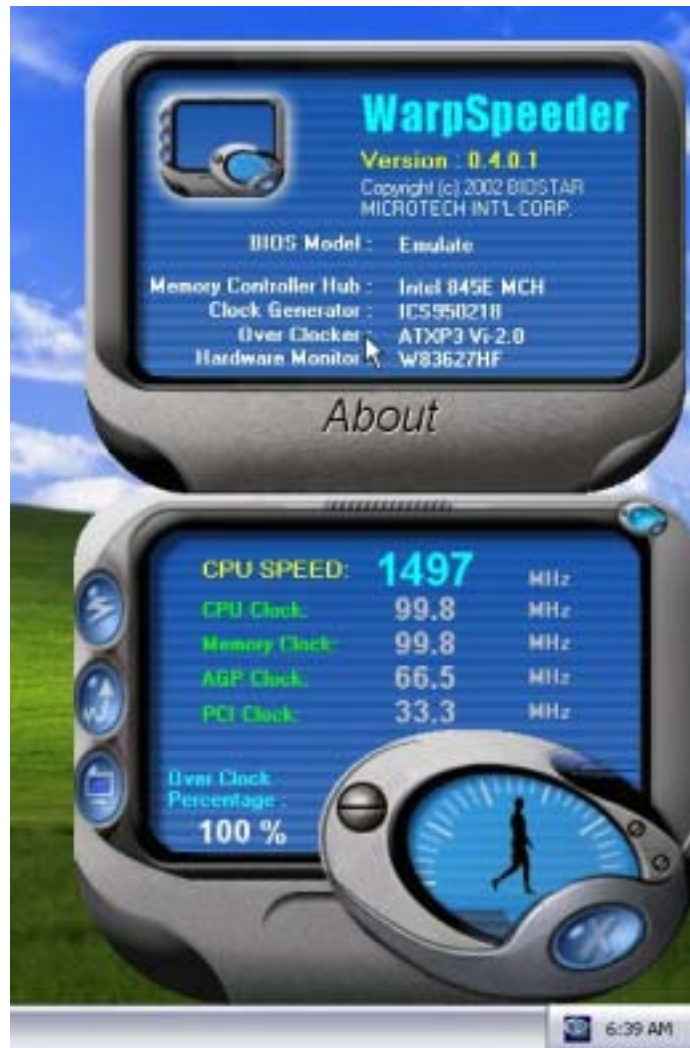 WarpSpeeder
Version : 0.4.0.1
Copyright (c) 2002 BIOSTAR
MICROTECH INT'L CORP.
BIOS Model : Emulate
Memory Controller Hub : Intel 845E MCH
Clock Generator : ICS950218
Over Clocker : ATXP3 Vi-2.0
Hardware Monitor W83627HF
About
CPU SPEED: 1497 MHz
CPU Clock: 99.8 MHz
Memory Clock: 99.8 MHz
AGP Clock: 66.5 MHz
PCI Clock: 33.3 MHz
Over Clock
Percentage :
100 %
6:39 AM